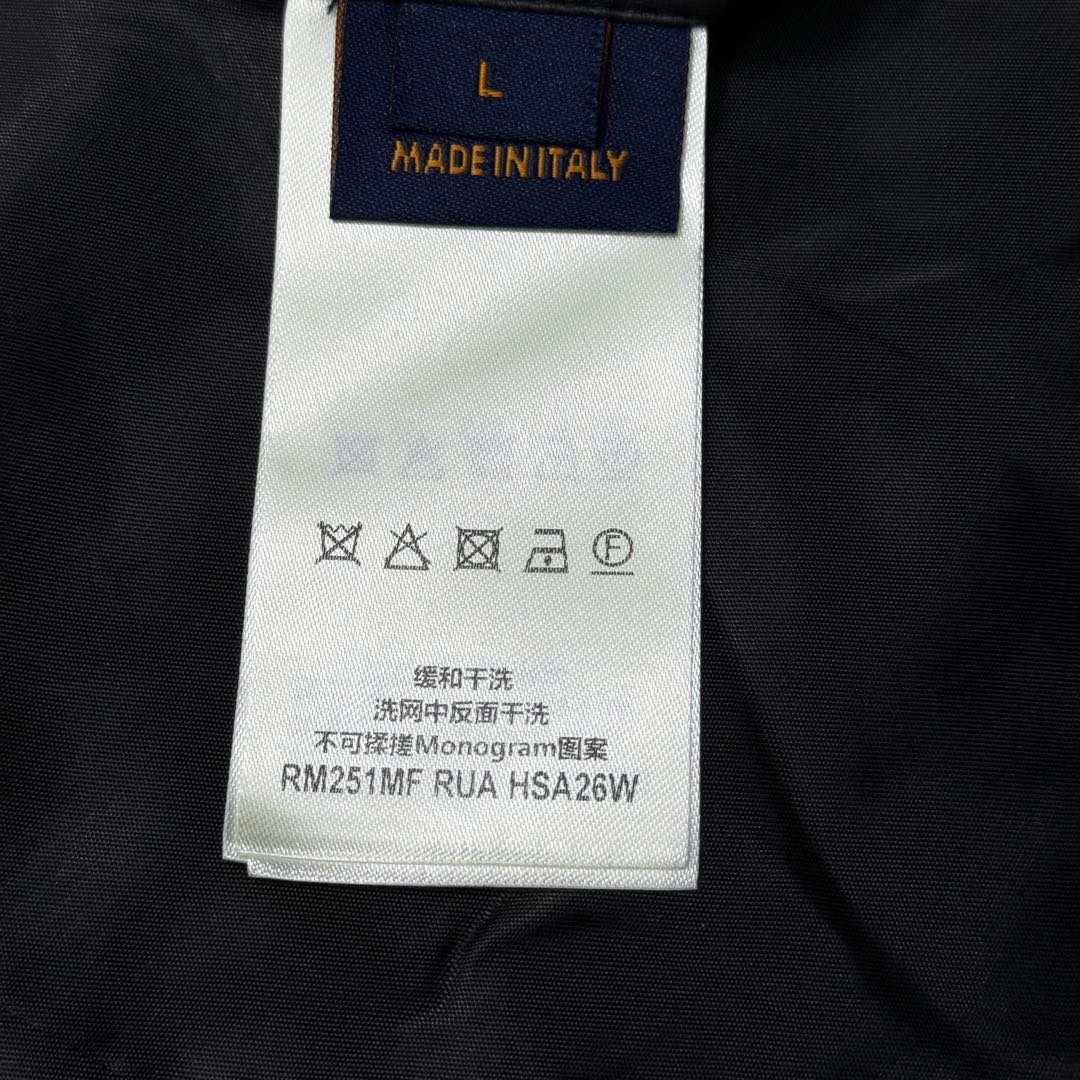 L
MADE IN ITALY
F
缓和干洗
洗网中反面干洗
不可揉搓Monogram图案
RM251MF RUA HSA26W